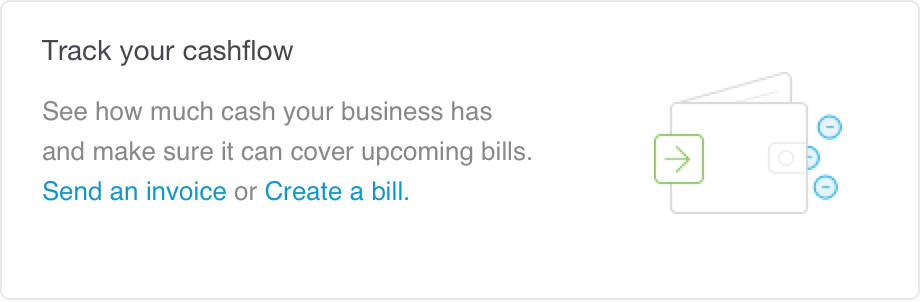 Track your cashflow
See how much cash your business has
and make sure it can cover upcoming bills.
Send an invoice or Create a bill.